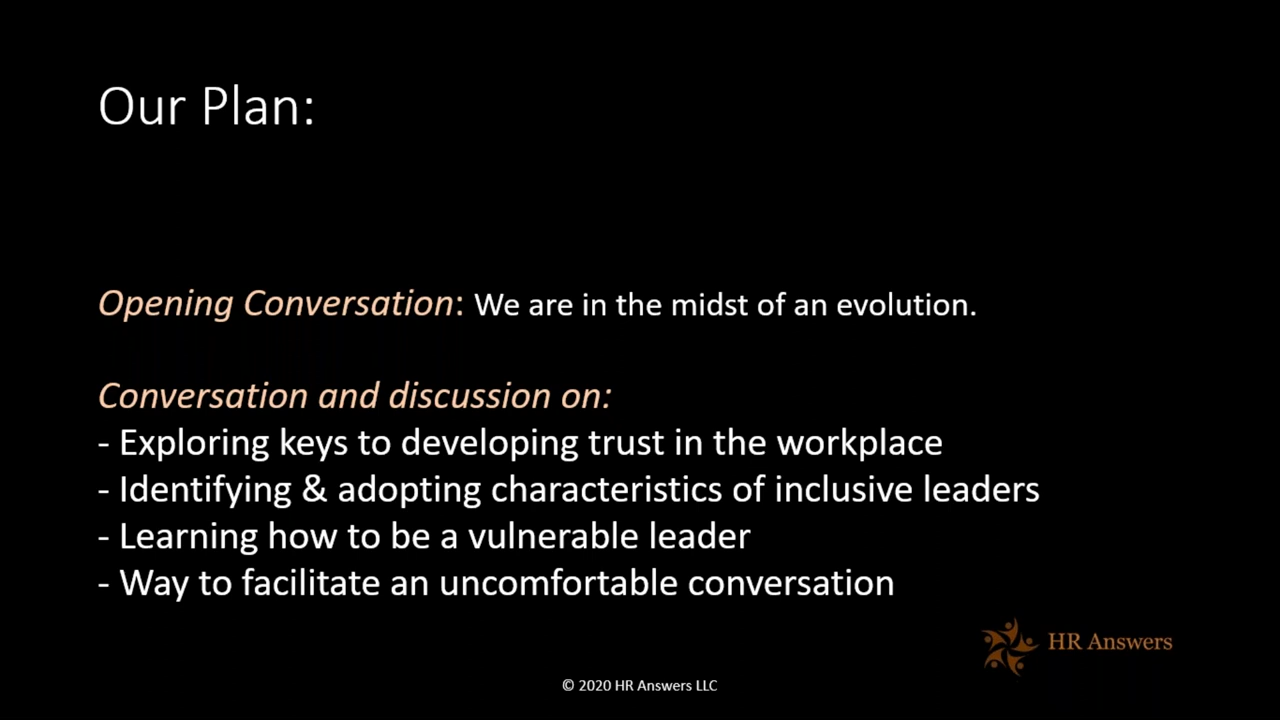 Our Plan:
Opening Conversation: We are in the midst of an evolution.
Conversation and discussion on:
- Exploring keys to developing trust in the workplace
- Identifying & adopting characteristics of inclusive leaders
- Learning how to be a vulnerable leader
- Way to facilitate an uncomfortable conversation
HR Answers
© 2020 HR Answers LLC